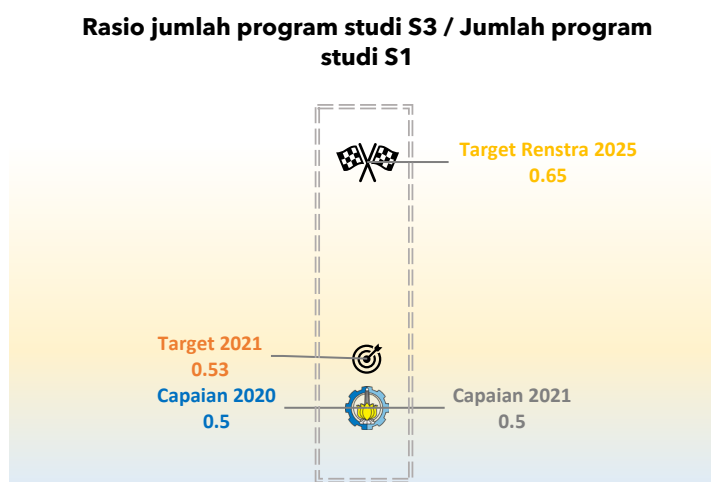 Rasio jumlah program studi S3 / Jumlah program
studi S1
Target Renstra 2025
0.65
Target 2021
0.53
Capaian 2020
0.5
Capaian 2021
0.5